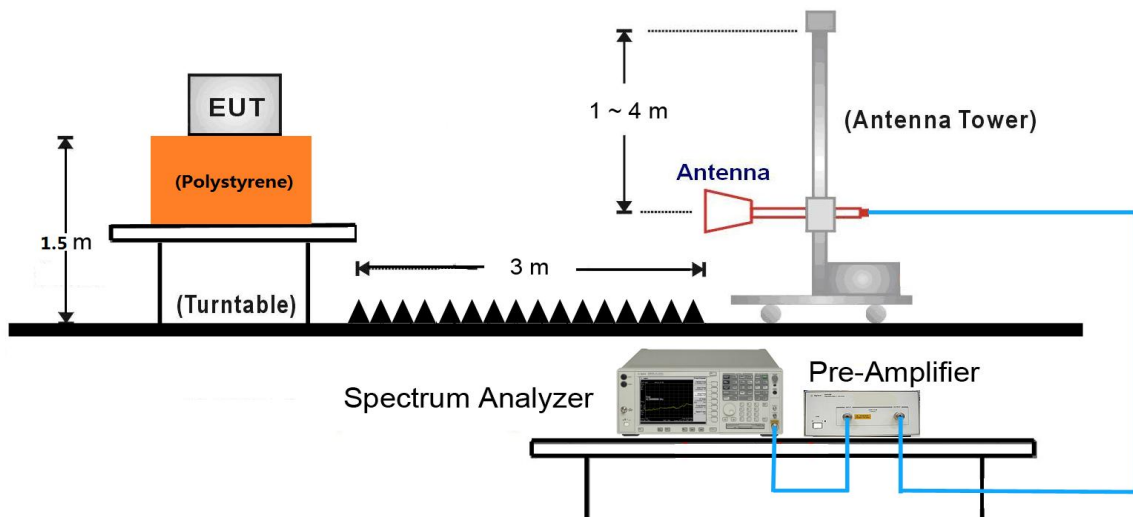 EUT
(Polystyrene)
1.5 m
(Turntable)
3 m
1 ~ 4 m
Antenna
(Antenna Tower)
Spectrum Analyzer
Pre-Amplifier